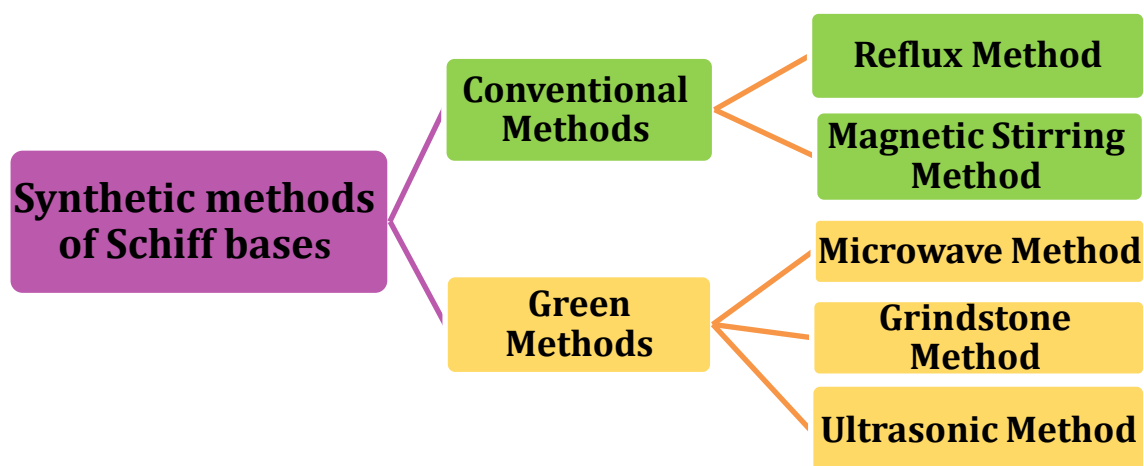 Synthetic methods
of Schiff bases
Conventional
Methods
Reflux Method
Magnetic Stirring
Method
Green
Methods
Microwave Method
Grindstone
Method
Ultrasonic Method